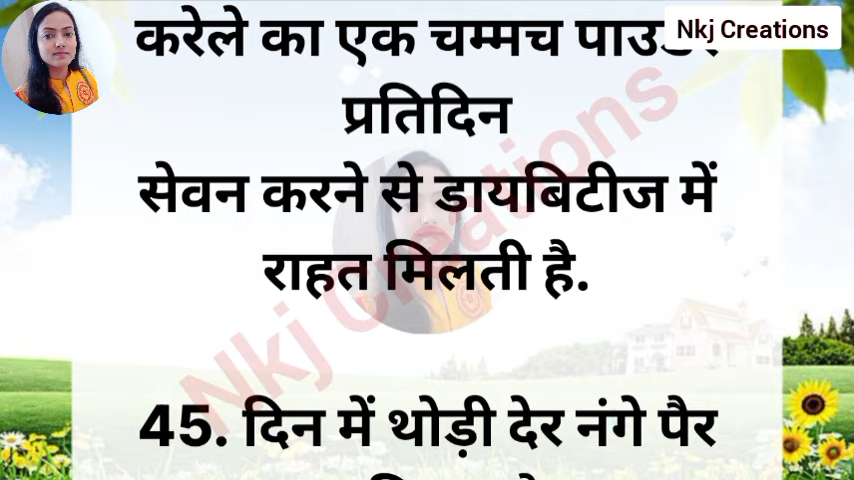 करेले का एक चम्मच
Nkj Creations
प्रतिदिन
सेवन करने से डायबिटीज में
राहत मिलती है.
Nkj Creations
45. दिन में थोड़ी देर नंगे पैर